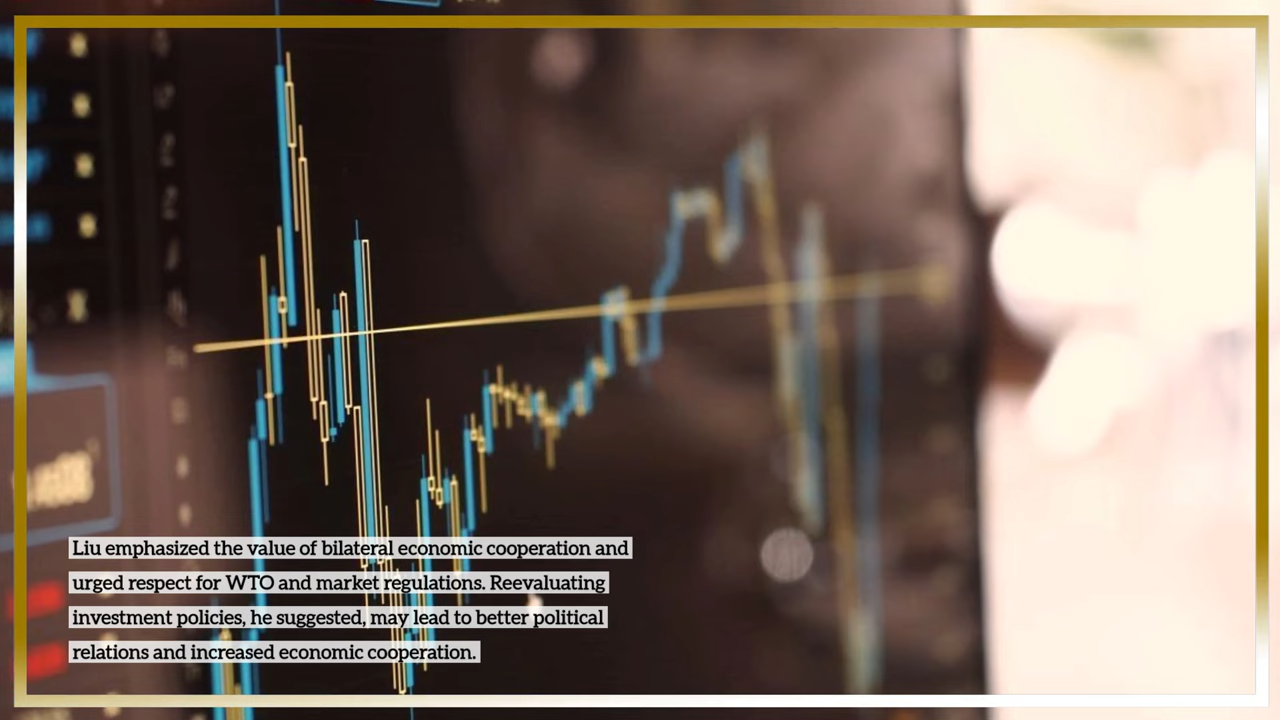 Liu emphasized the value of bilateral economic cooperation and
urged respect for WTO and market regulations. Reevaluating
investment policies, he suggested, may lead to better political
relations and increased economic cooperation.